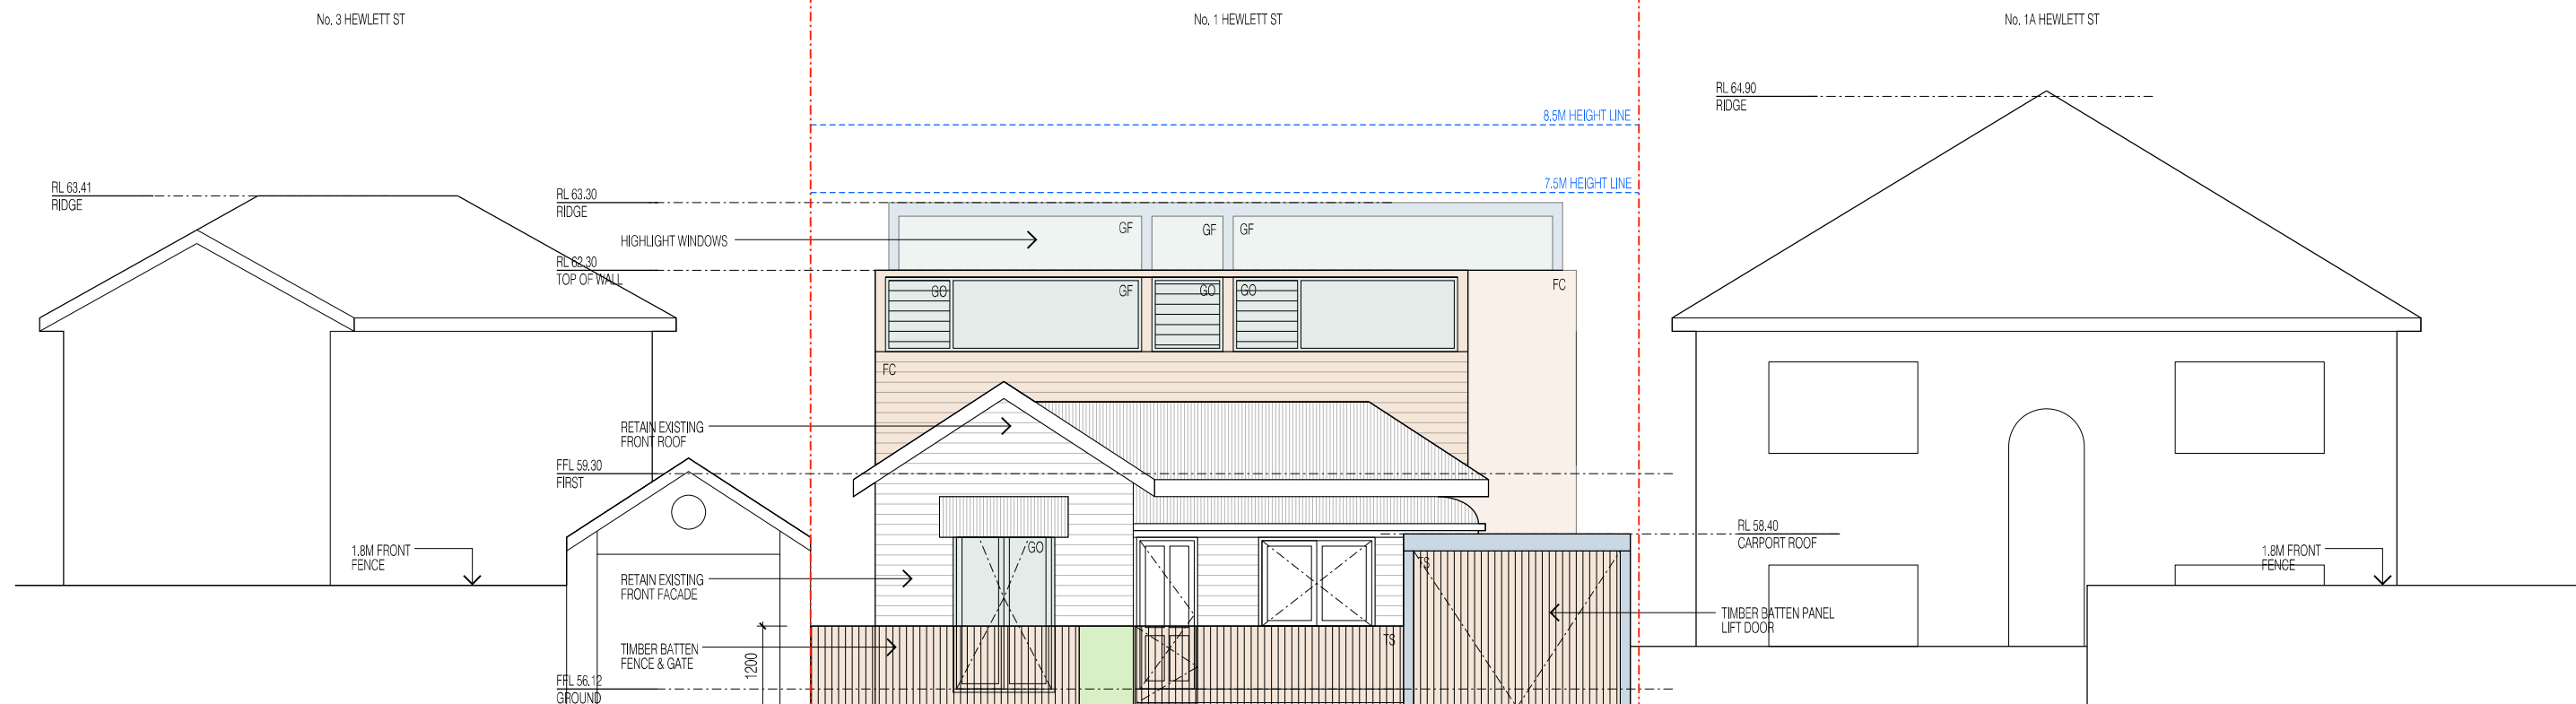 No. 3 HEWLETT ST
No. 1 HEWLETT ST
No. 1A HEWLETT ST
RL 64.90
RIDGE
8.5M HEIGHT LINE
7.5M HEIGHT LINE
RL 63.41
RIDGE
RL 63.30
RIDGE
HIGHLIGHT WINDOWS
GF
GF
GF
RL 62.30
TOP OF WALL
GO
GF
GO
GO
FC
FC
RETAIN EXISTING
FRONT ROOF
FFL 59.30
FIRST
RL 58.40
CARPORT ROOF
1.8M FRONT
FENCE
GO
TS
1.8M FRONT
FENCE
RETAIN EXISTING
FRONT FACADE
TIMBER BATTEN PANEL
LIFT DOOR
TIMBER BATTEN
FENCE & GATE
1200
TS
FFL 56.12
GROUND